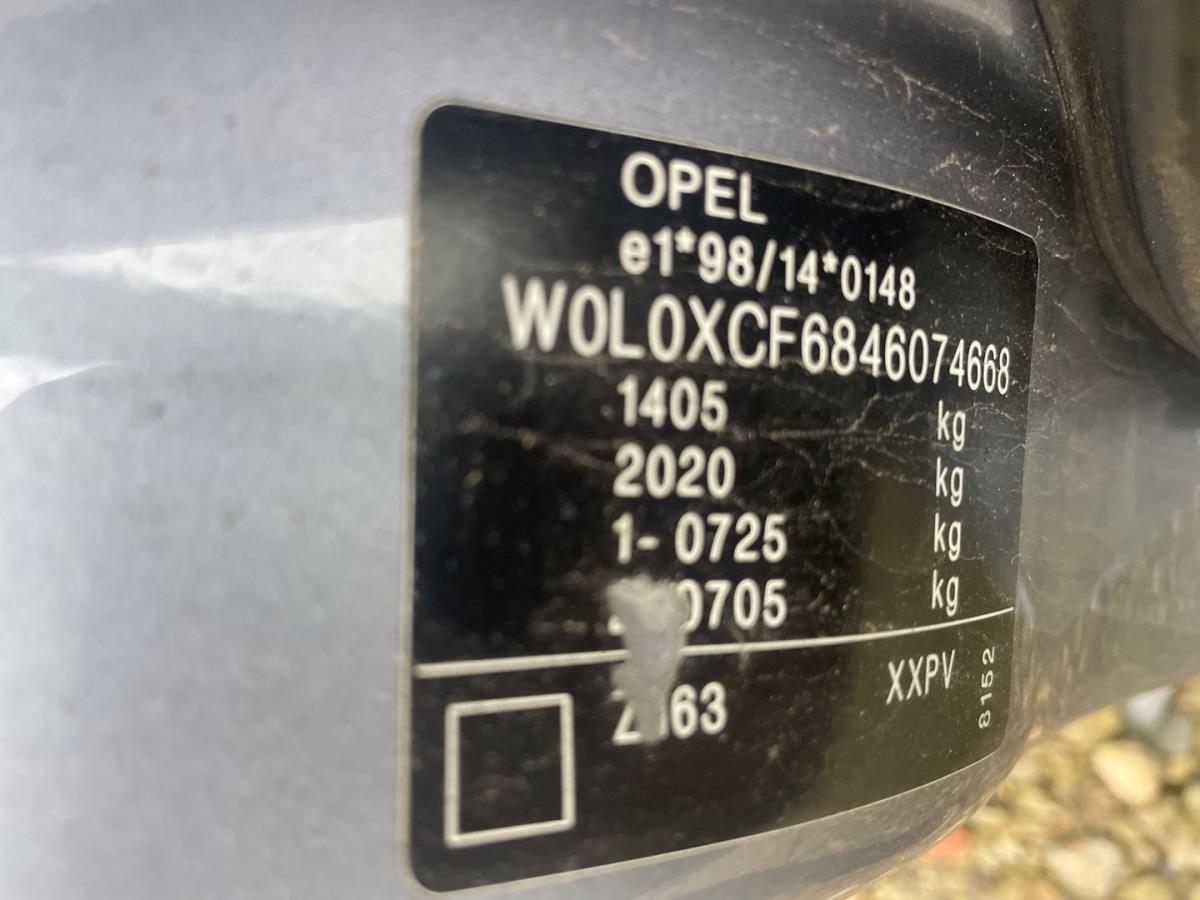 OPEL
e1*98/14*0148
W0L0XCF6846074668
1405 kg
2020 kg
1- 0725 kg
0705 kg
63 XXPV
8152